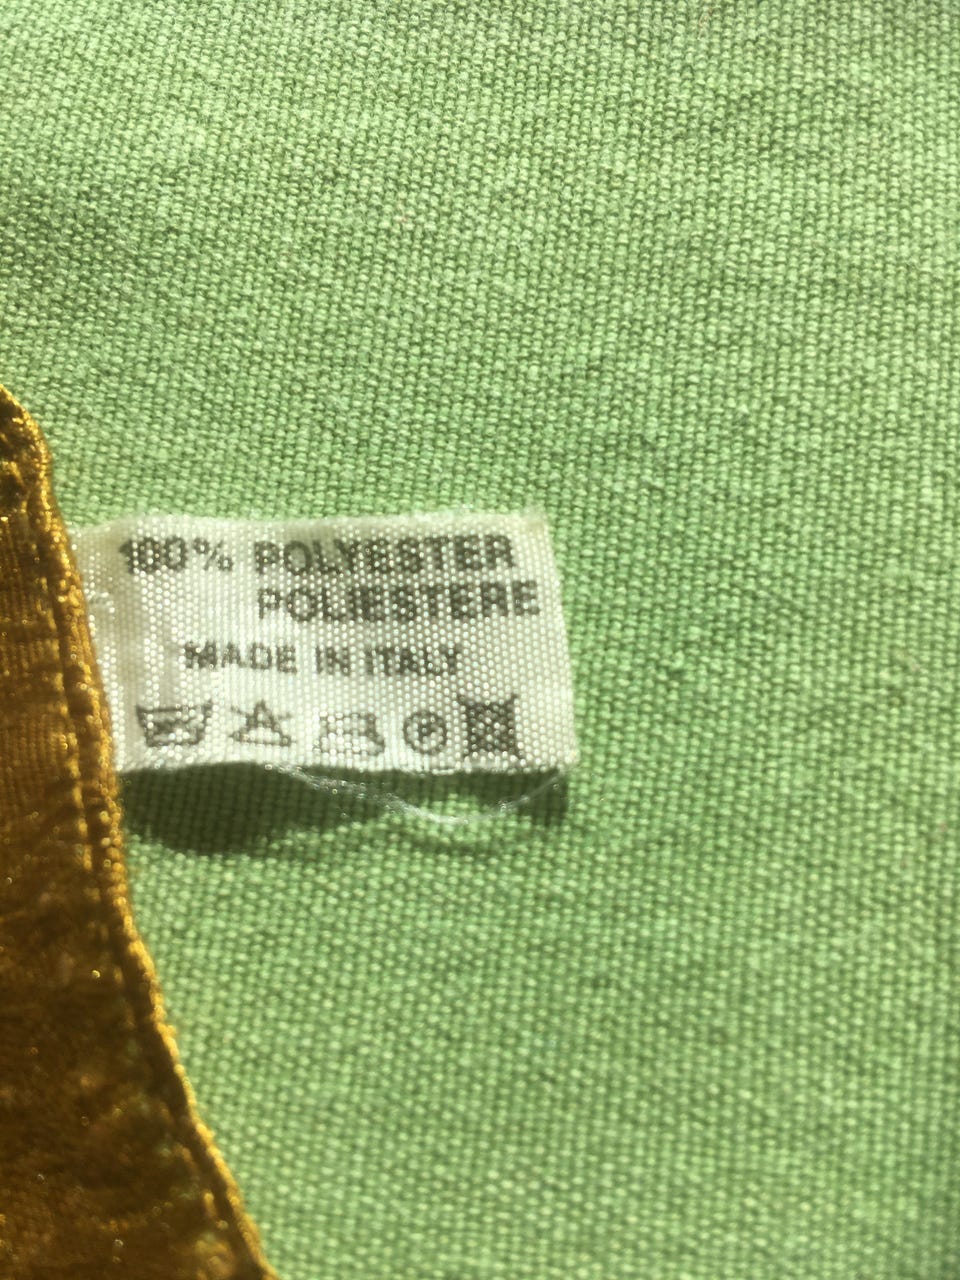 100% POLYESTER
POLIESTERE
MADE IN ITALY
P